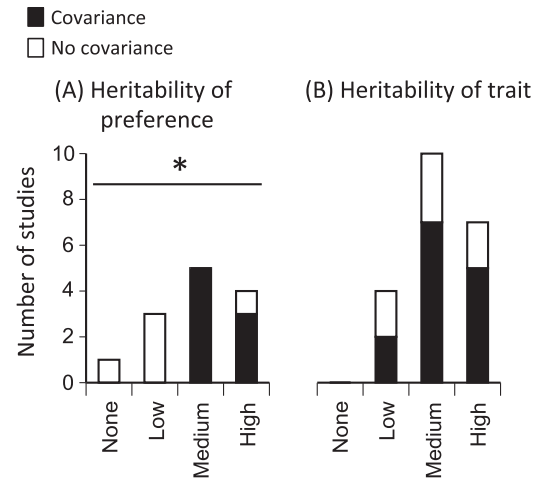 Covariance
No covariance
(A) Heritability of
preference
(B) Heritability of trait
Number of studies
10
8
6
4
2
0
*
None
Low
Medium
High
None
Low
Medium
High